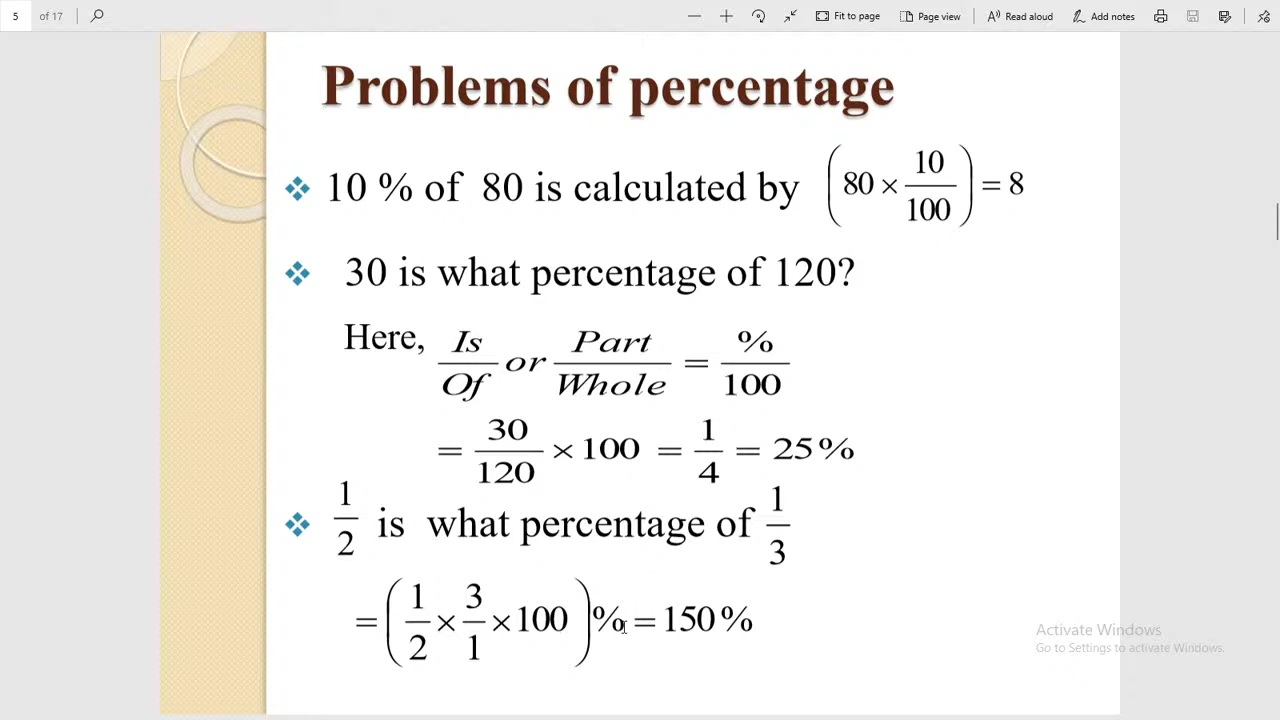 5 of 17 Fit to page Page view Read aloud Add notes
Problems of percentage
10 % of 80 is calculated by (80 × 10/100) = 8
30 is what percentage of 120?
Here, Is/Of or Part/Whole = %/100
= 30/120 × 100 = 1/4 = 25%
1/2 is what percentage of 1/3
= (1/2 × 3/1 × 100)% = 150%
Activate Windows
Go to Settings to activate Windows.